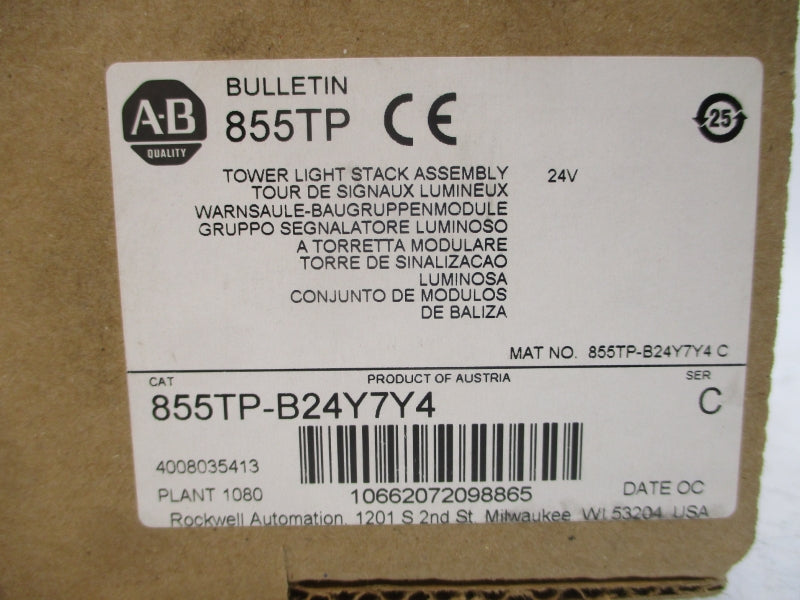 A-B
QUALITY
BULLETIN
855TP CE
25
TOWER LIGHT STACK ASSEMBLY 24V
TOUR DE SIGNAUX LUMINEUX
WARNSAULE-BAUGRUPPENMODULE
GRUPPO SEGNALATORE LUMINOSO
A TORRETTA MODULARE
TORRE DE SINALIZACAO
LUMINOSA
CONJUNTO DE MODULOS
DE BALIZA
MAT NO. 855TP-B24Y7Y4 C
CAT PRODUCT OF AUSTRIA SER
855TP-B24Y7Y4 C
4008035413
PLANT 1080 10662072098865 DATE OC
Rockwell Automation, 1201 S 2nd St, Milwaukee WI 53204 USA